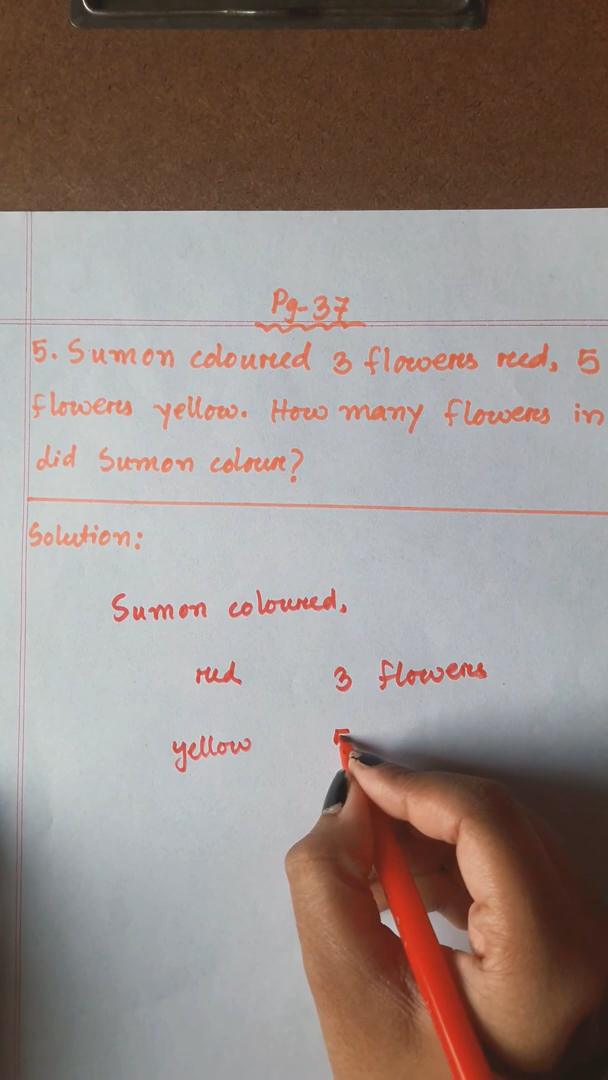 Pg-37
5. Sumon coloured 3 flowers red, 5
flowers yellow. How many flowers in
did Sumon colour?
Solution:
Sumon coloured,
red 3 flowers
yellow 5